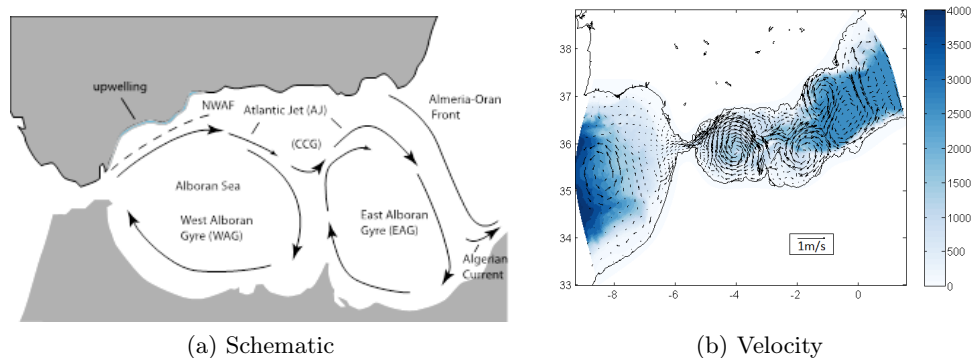 upwelling
NWAF
Atlantic Jet (AJ)
Almeria-Oran
Front
(CCG)
Alboran Sea
West Alboran
Gyre (WAG)
East Alboran
Gyre (EAG)
Algerian
Current
(a) Schematic
38
37
36
35
34
33
-8
-6
-4
-2
0
1m/s
4000
3500
3000
2500
2000
1500
1000
500
0
(b) Velocity